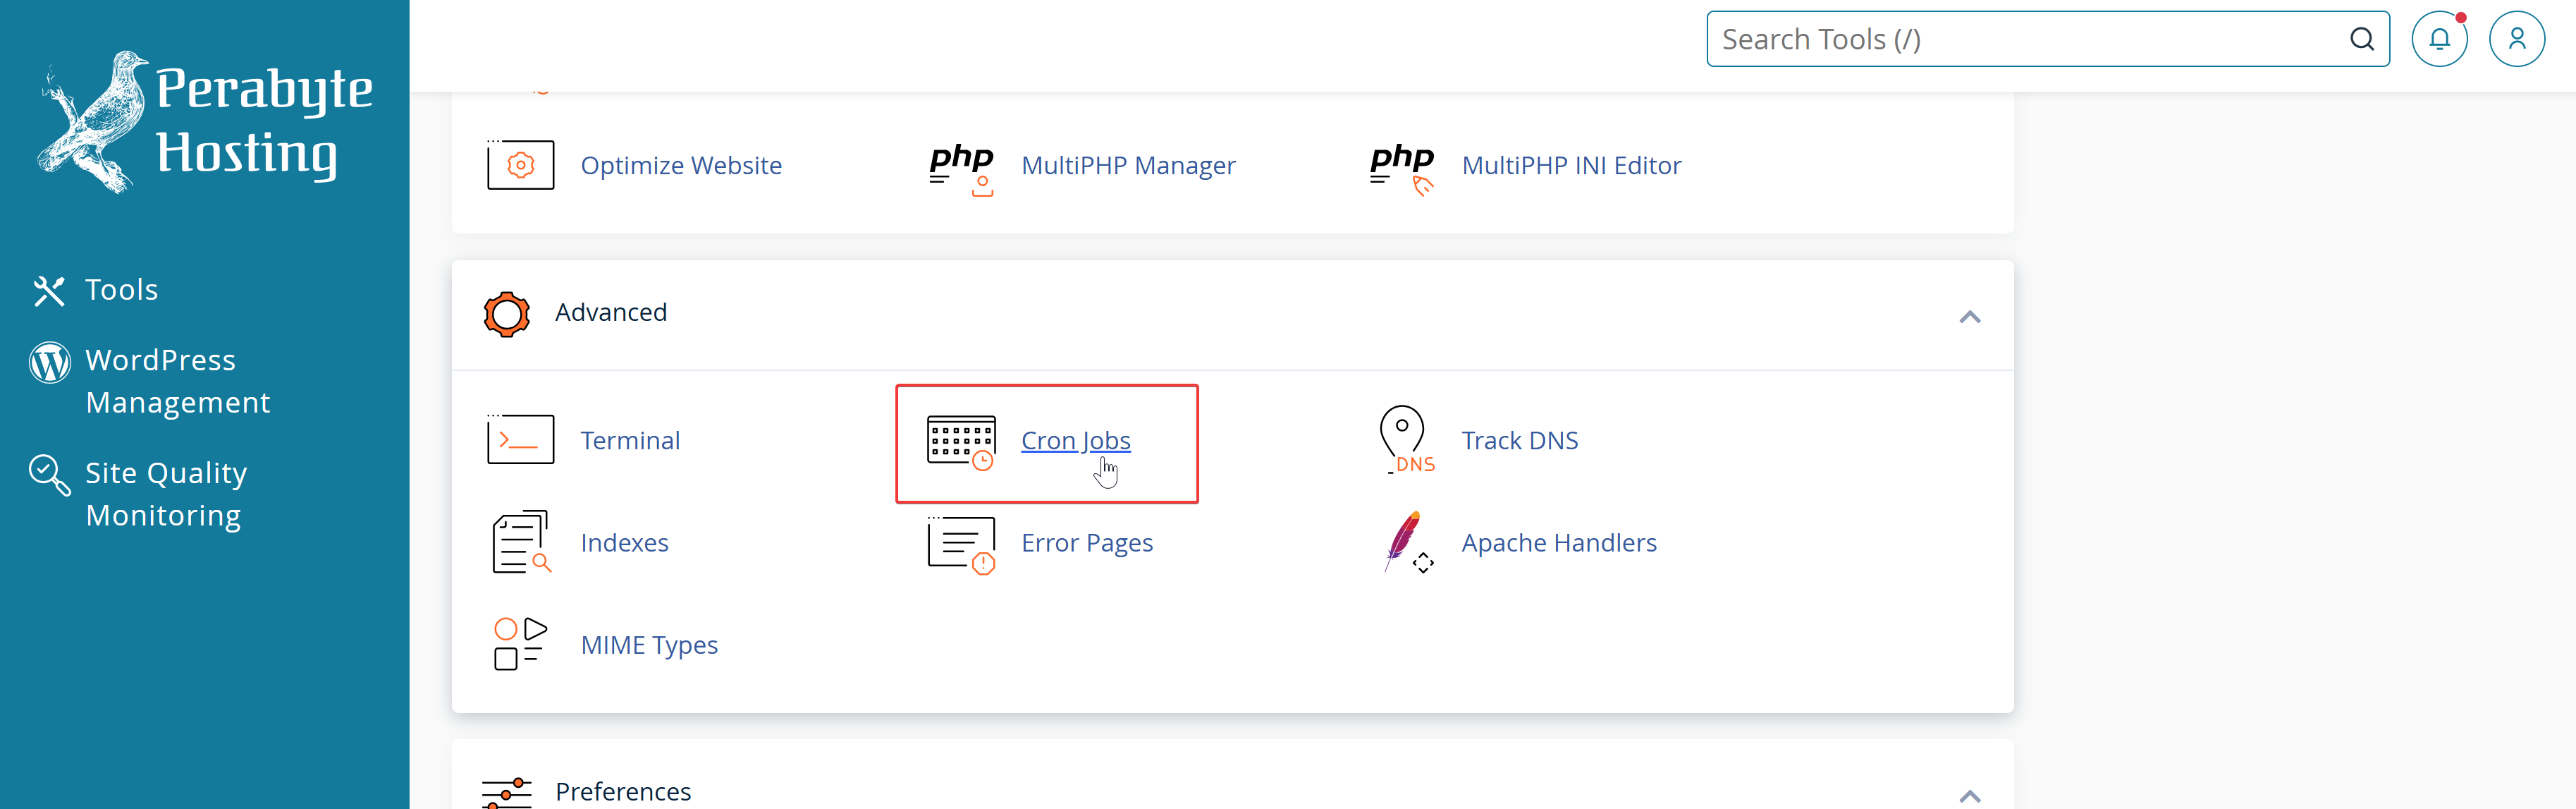 Perabyte
Hosting
Search Tools (/)
Tools
WordPress
Management
Site Quality
Monitoring
Optimize Website
php
MultiPHP Manager
php
MultiPHP INI Editor
Advanced
Terminal
Cron Jobs
DNS
Track DNS
Indexes
Error Pages
Apache Handlers
MIME Types
Preferences